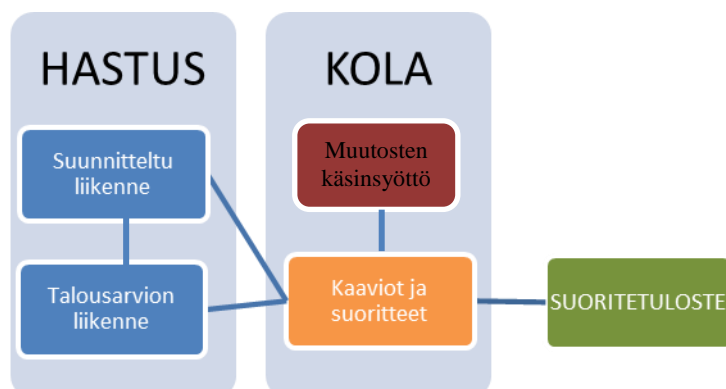 HASTUS
Suunniteltu
liikenne
Talousarvion
liikenne
KOLA
Muutosten
käsinsyöttö
Kaaviot ja
suoritteet
SUORITETULOSTE